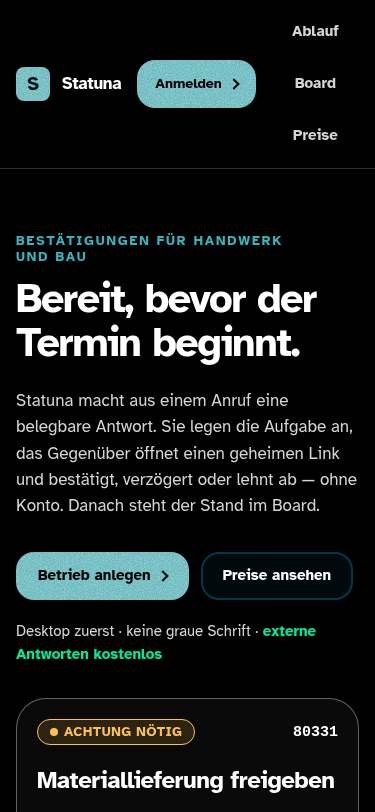 S
Statuna
Anmelden
Ablauf
Board
Preise
BESTÄTIGUNGEN FÜR HANDWERK
UND BAU
Bereit, bevor der
Termin beginnt.
Statuna macht aus einem Anruf eine
belegbare Antwort. Sie legen die Aufgabe an,
das Gegenüber öffnet einen geheimen Link
und bestätigt, verzögert oder lehnt ab — ohne
Konto. Danach steht der Stand im Board.
Betrieb anlegen
Preise ansehen
Desktop zuerst · keine graue Schrift · externe
Antworten kostenlos
ACHTUNG NÖTIG
80331
Materiallieferung freigeben